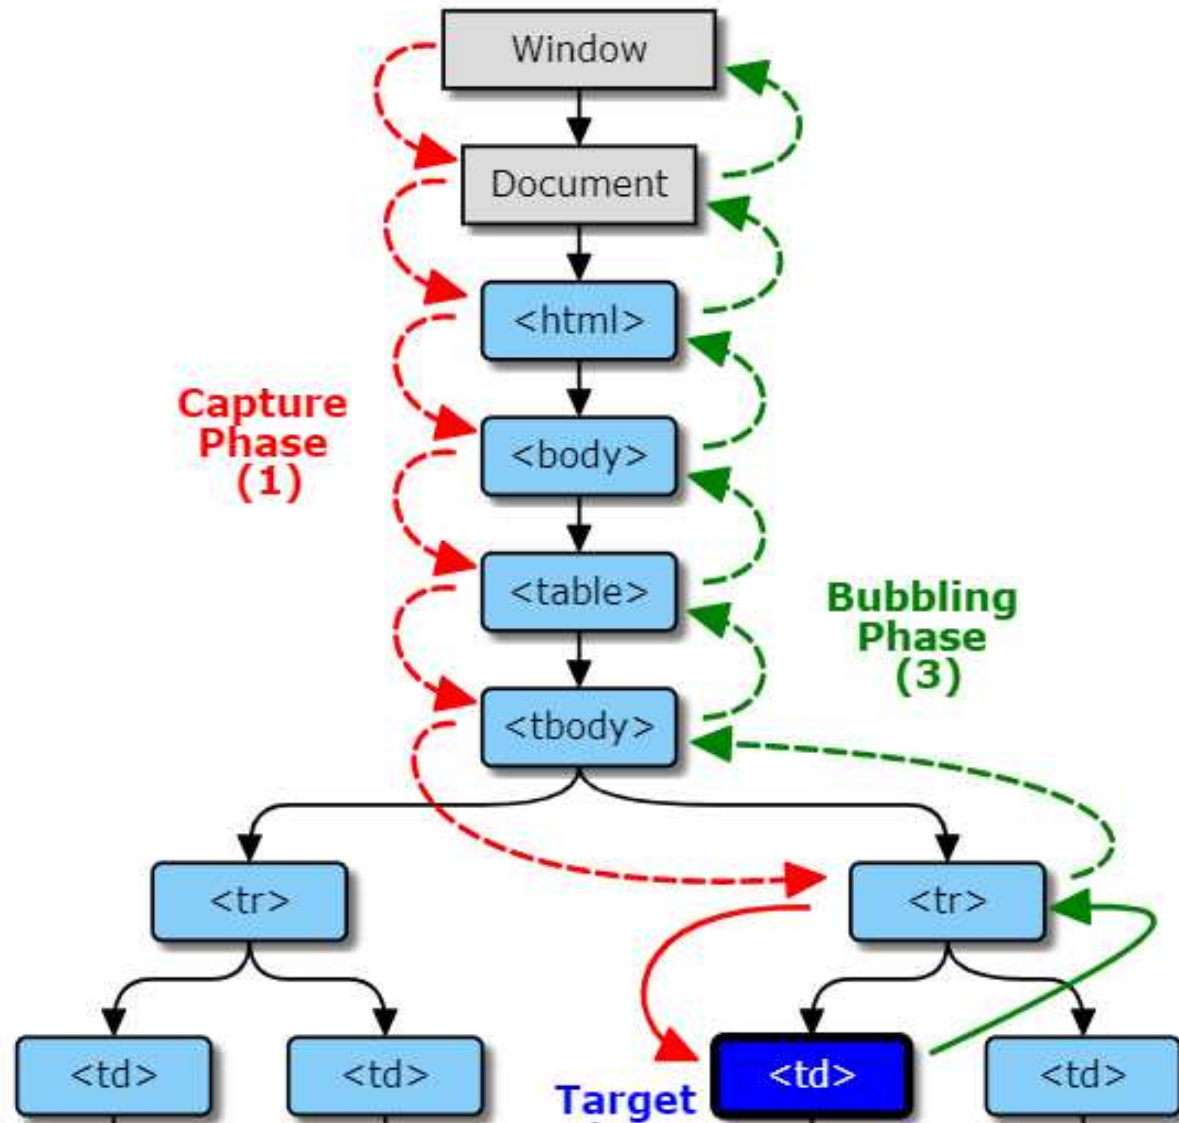 Window
Document
<html>
<body>
Capture
Phase
(1)
<table>
Bubbling
Phase
(3)
<tbody>
<tr>
<tr>
<td>
<td>
<td>
<td>
Target